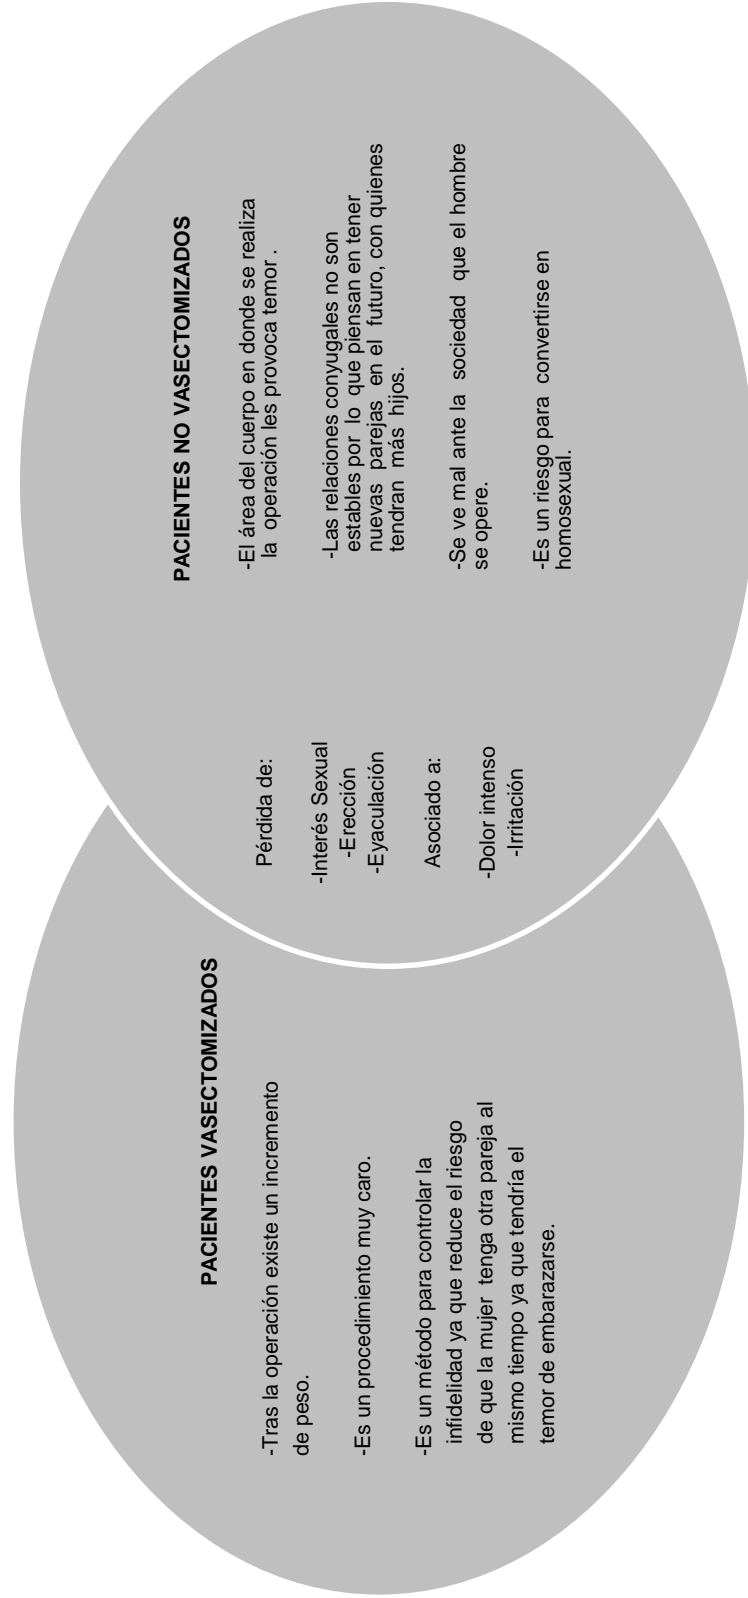 PACIENTES VASECTOMIZADOS
-Tras la operación existe un incremento
de peso.
-Es un procedimiento muy caro.
-Es un método para controlar la
infidelidad ya que reduce el riesgo
de que la mujer tenga otra pareja al
mismo tiempo ya que tendría el
temor de embarazarse.
Pérdida de:
-Interés Sexual
-Erección
-Eyaculación
Asociado a:
-Dolor intenso
-Irritación
PACIENTES NO VASECTOMIZADOS
-El área del cuerpo en donde se realiza
la operación les provoca temor .
-Las relaciones conyugales no son
estables por lo que piensan en tener
nuevas parejas en el futuro, con quienes
tendran más hijos.
-Se ve mal ante la sociedad que el hombre
se opere.
-Es un riesgo para convertirse en
homosexual.